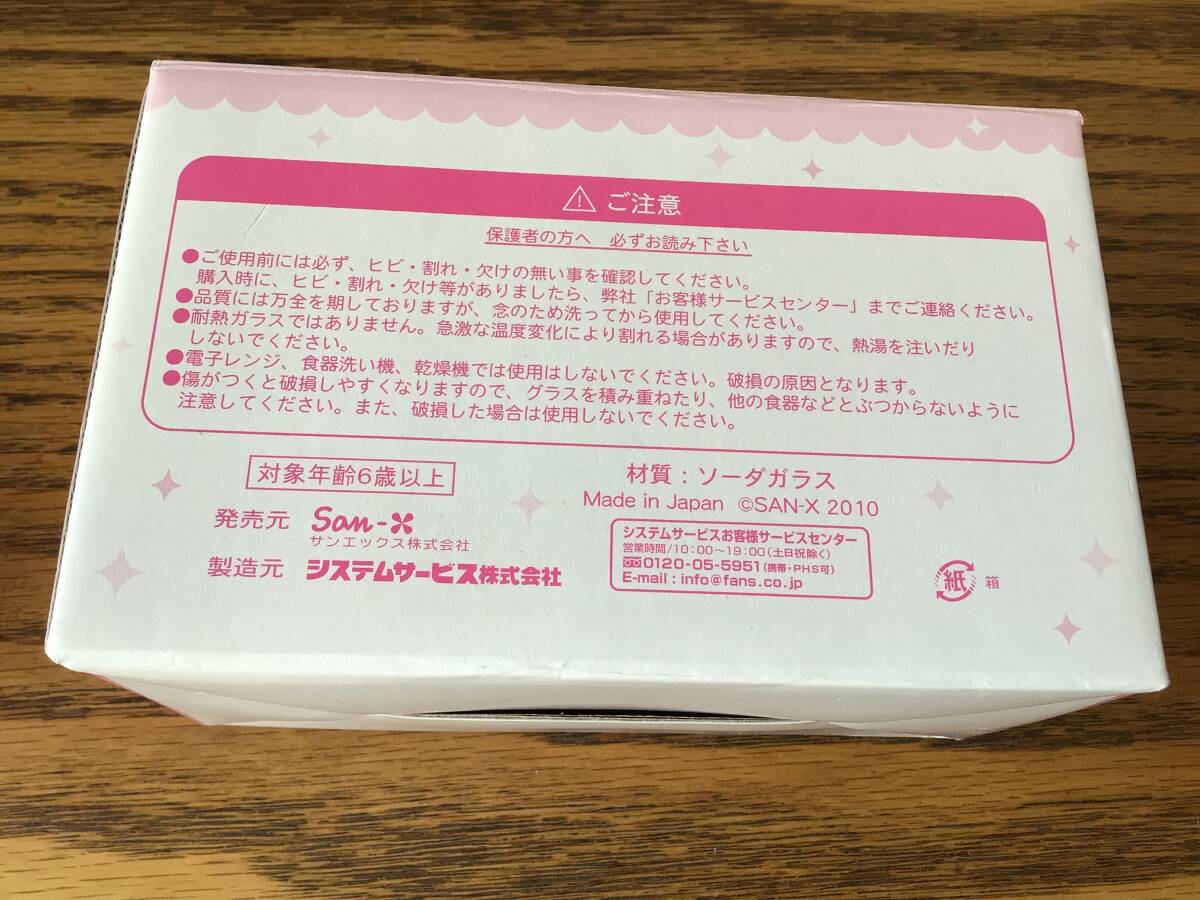 ご注意
保護者の方へ 必ずお読み下さい
●ご使用前には必ず、ヒビ・割れ・欠けの無い事を確認してください。
購入時に、ヒビ・割れ・欠け等がありましたら、弊社「お客様サービスセンター」までご連絡ください。
●品質には万全を期しておりますが、念のため洗ってから使用してください。
●耐熱ガラスではありません。急激な温度変化により割れる場合がありますので、熱湯を注いだり
しないでください。
●電子レンジ、食器洗い機、乾燥機では使用はしないでください。破損の原因となります。
●傷がつくと破損しやすくなりますので、グラスを積み重ねたり、他の食器などとぶつからないように
注意してください。また、破損した場合は使用しないでください。
対象年齢6歳以上
材質：ソーダガラス
Made in Japan ©SAN-X 2010
発売元 San-X
サンエックス株式会社
製造元 システムサービス株式会社
システムサービスお客様サービスセンター
営業時間/10:00～19:00(土日祝除く)
0120-05-5951(携帯・PHS可)
E-mail：info@fans.co.jp
紙 箱